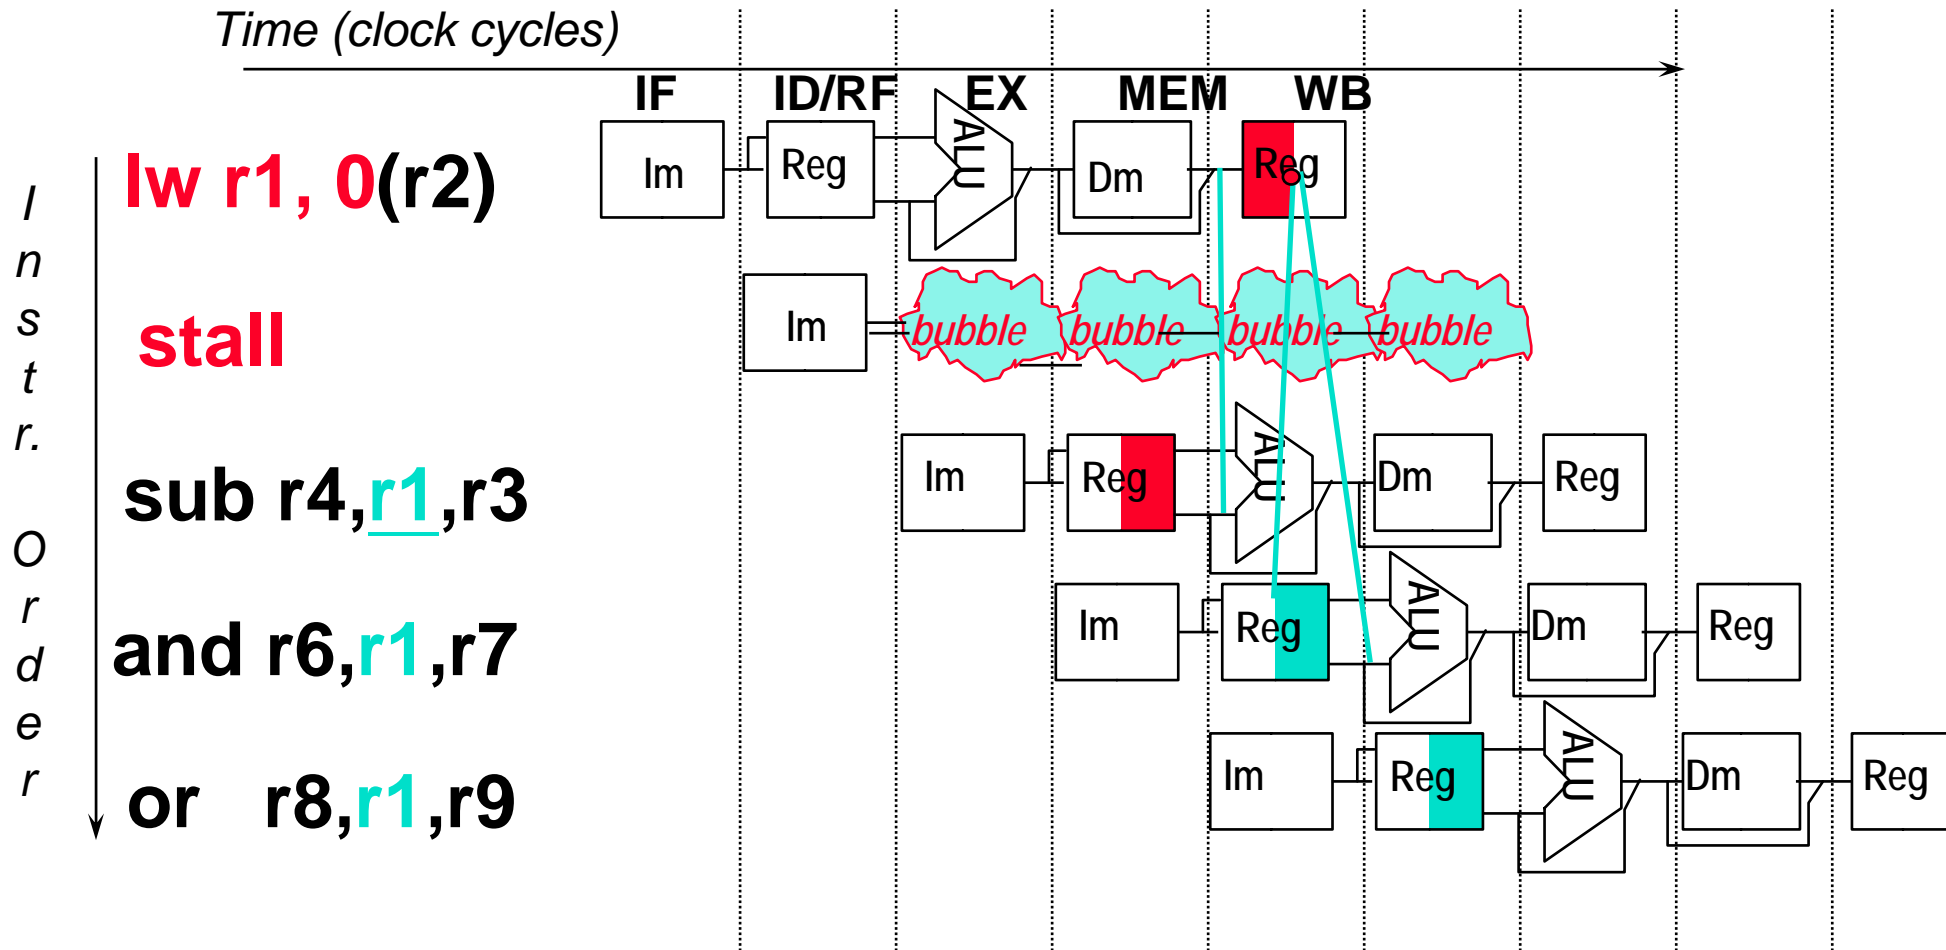 Time (clock cycles)
IF ID/RF EX MEM WB
Instr. Order
lw r1, 0(r2)
Im Reg ALU Dm Reg
stall
Im bubble bubble bubble bubble
sub r4,r1,r3
Im Reg ALU Dm Reg
and r6,r1,r7
Im Reg ALU Dm Reg
or r8,r1,r9
Im Reg ALU Dm Reg